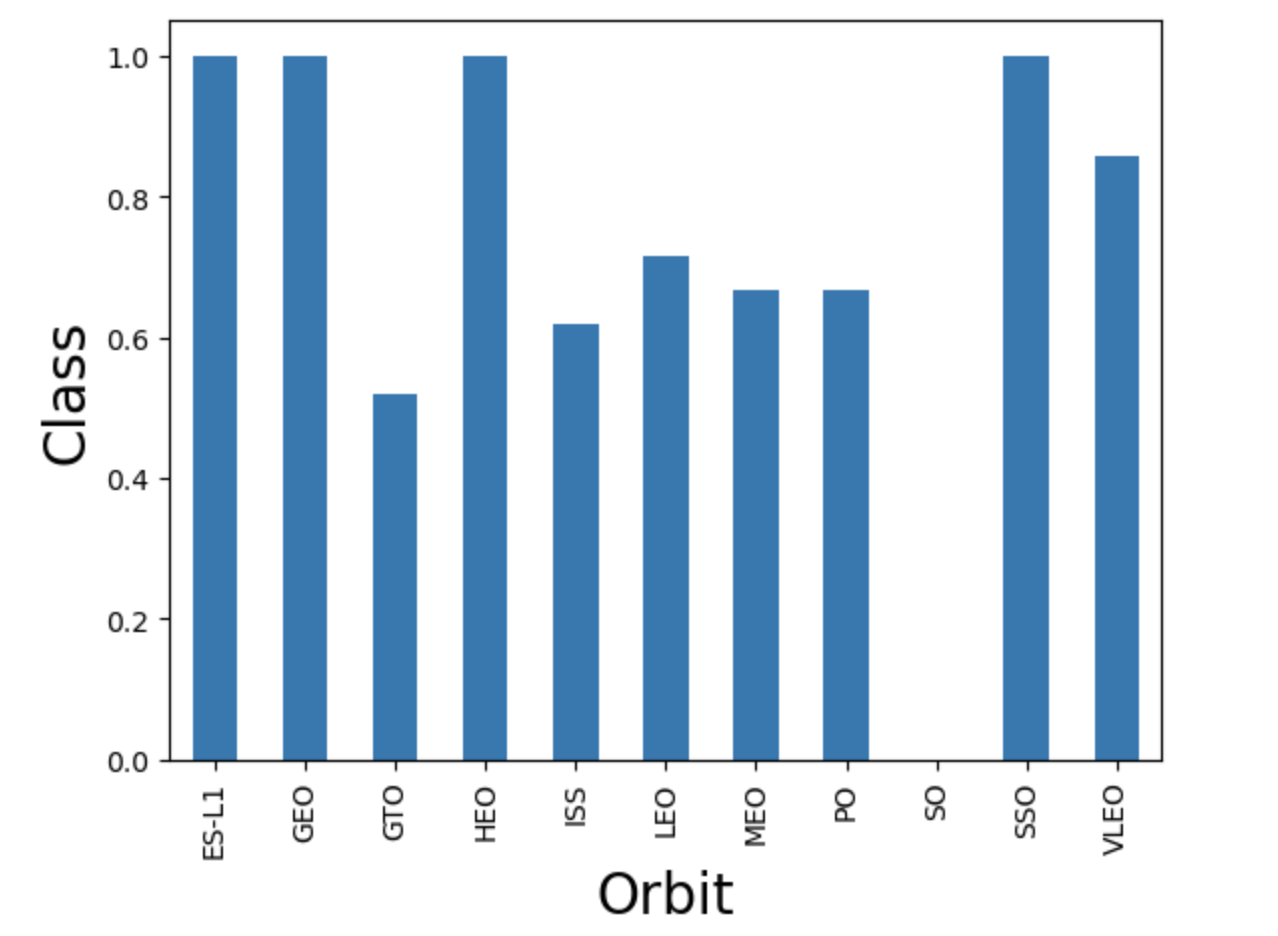 1.0
0.8
0.6
0.4
0.2
0.0
Class
ES-L1
GEO
GTO
HEO
ISS
LEO
MEO
PO
SO
SSO
VLEO
Orbit